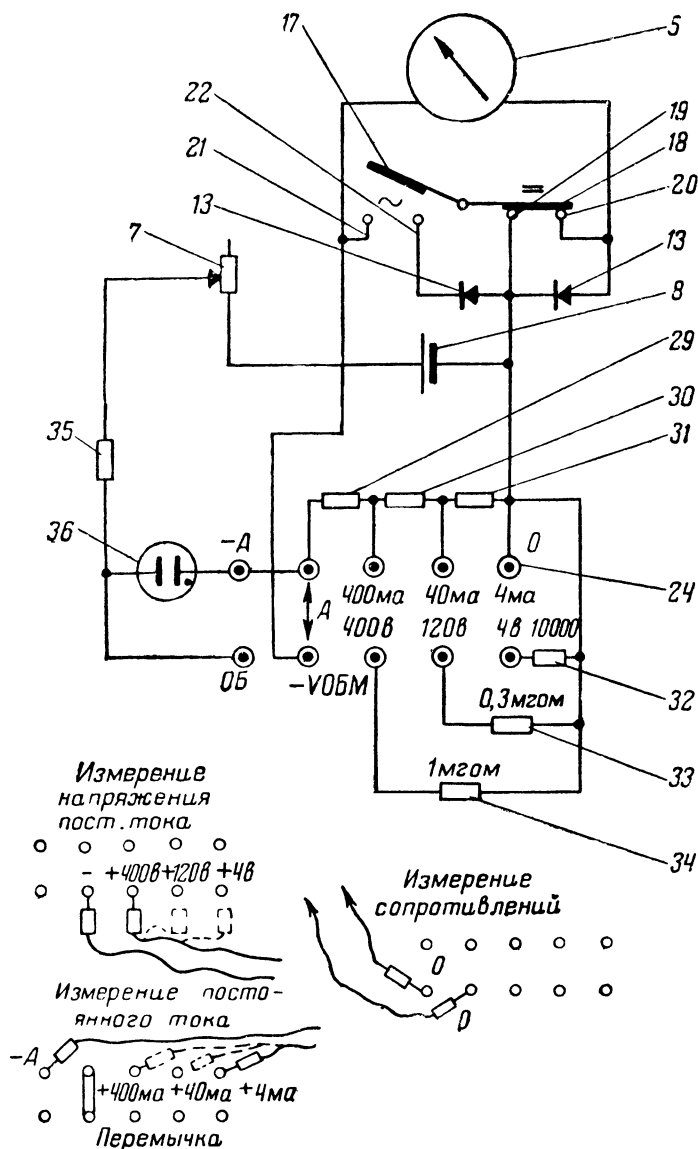 17
5
22
21
19
18
20
~
=
13
13
7
8
29
30
35
31
36
-А
0
24
400ма
40ма
4ма
А
400в
120в
4в 10000
ОБ
-VОБМ
32
0,3мгом
33
1мгом
34
Измерение
напряжения
пост. тока
- +400в +120в +4в
Измерение
сопротивлений
0
0
Измерение посто-
янного тока
-А
+400ма +40ма +4ма
Перемычка